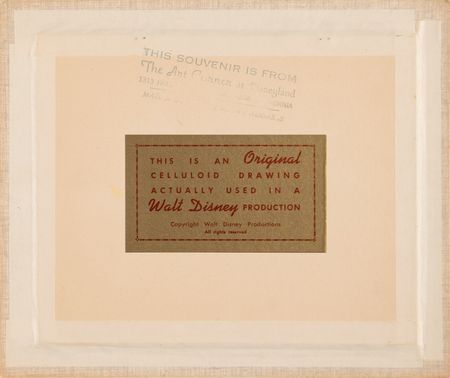 THIS SOUVENIR IS FROM
The Art Corner at Disneyland
1313
THIS IS AN Original
CELLULOID DRAWING
ACTUALLY USED IN A
Walt Disney PRODUCTION
Copyright Walt Disney Productions
All rights reserved